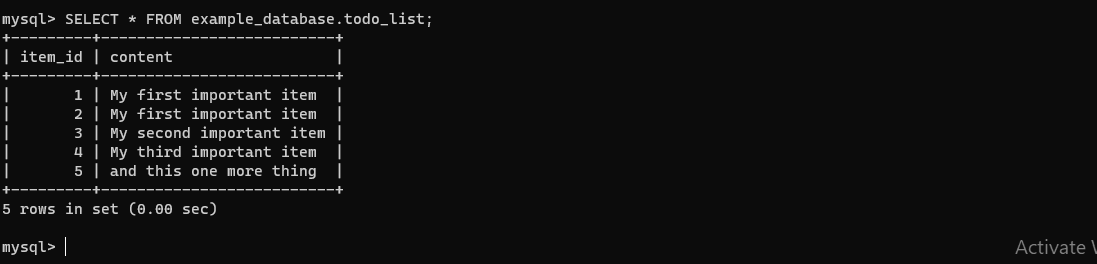 mysql> SELECT * FROM example_database.todo_list;
+---------+--------------------------+
| item_id | content                  |
+---------+--------------------------+
|       1 | My first important item  |
|       2 | My first important item  |
|       3 | My second important item |
|       4 | My third important item  |
|       5 | and this one more thing  |
+---------+--------------------------+
5 rows in set (0.00 sec)
mysql>
Activate